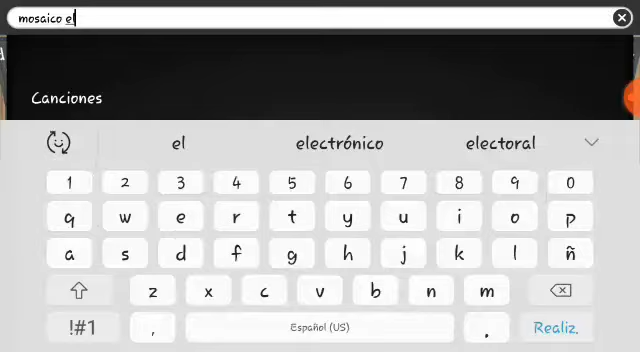 mosaico el
Canciones
el electrónico electoral
1 2 3 4 5 6 7 8 9 0
q w e r t y u i o p
a s d f g h j k l ñ
z x c v b n m
!#1 , Español (US) . Realiz.